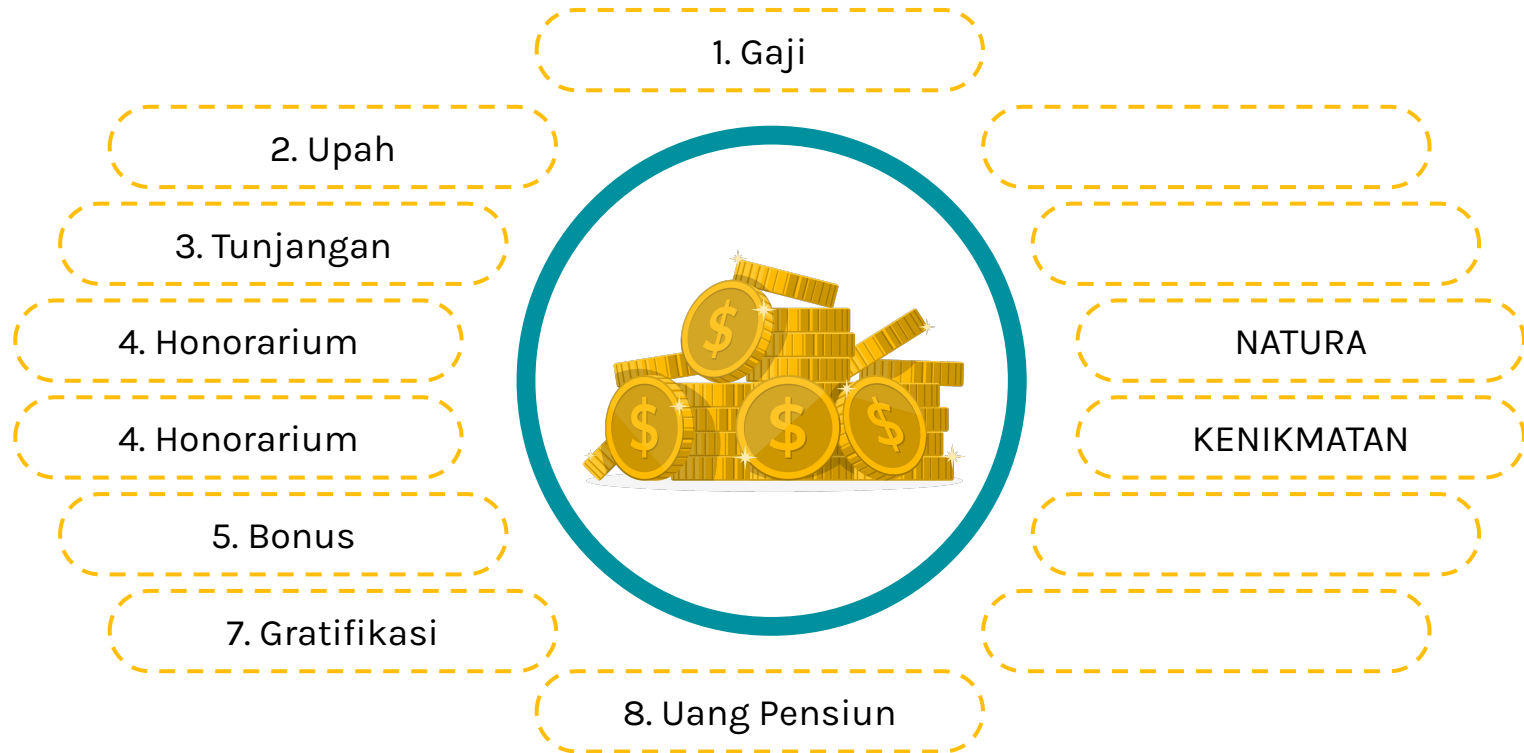 1. Gaji
2. Upah
3. Tunjangan
4. Honorarium
4. Honorarium
5. Bonus
7. Gratifikasi
8. Uang Pensiun
NATURA
KENIKMATAN
$
$
$
$